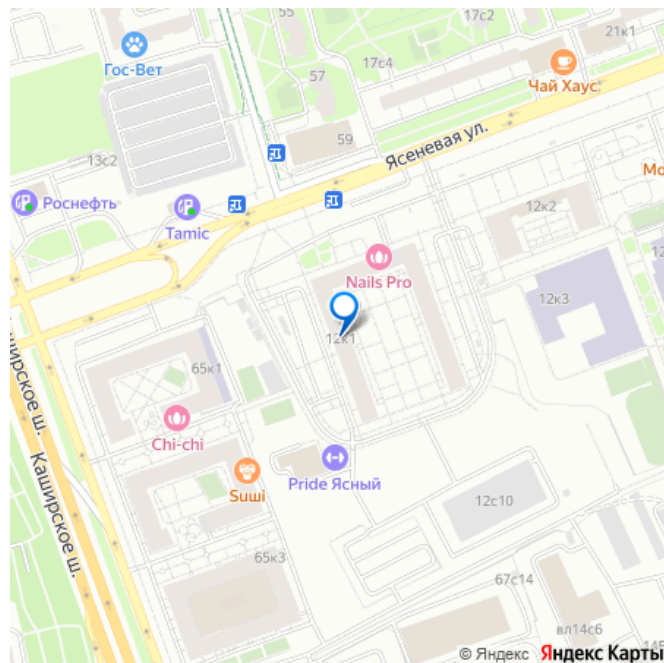 55
17с2
21к1
Гос-Вет
57
17с4
Чай Хаус
59
Ясеневая ул.
13с2
Роснефть
Tamic
12к2
Nails Pro
12к3
12к1
65к1
Каширское ш.
Chi-chi
Suшi
Pride Ясный
Каширское ш.
12с10
65к3
67с14
вл14с6
© Яндекс Яндекс Карты